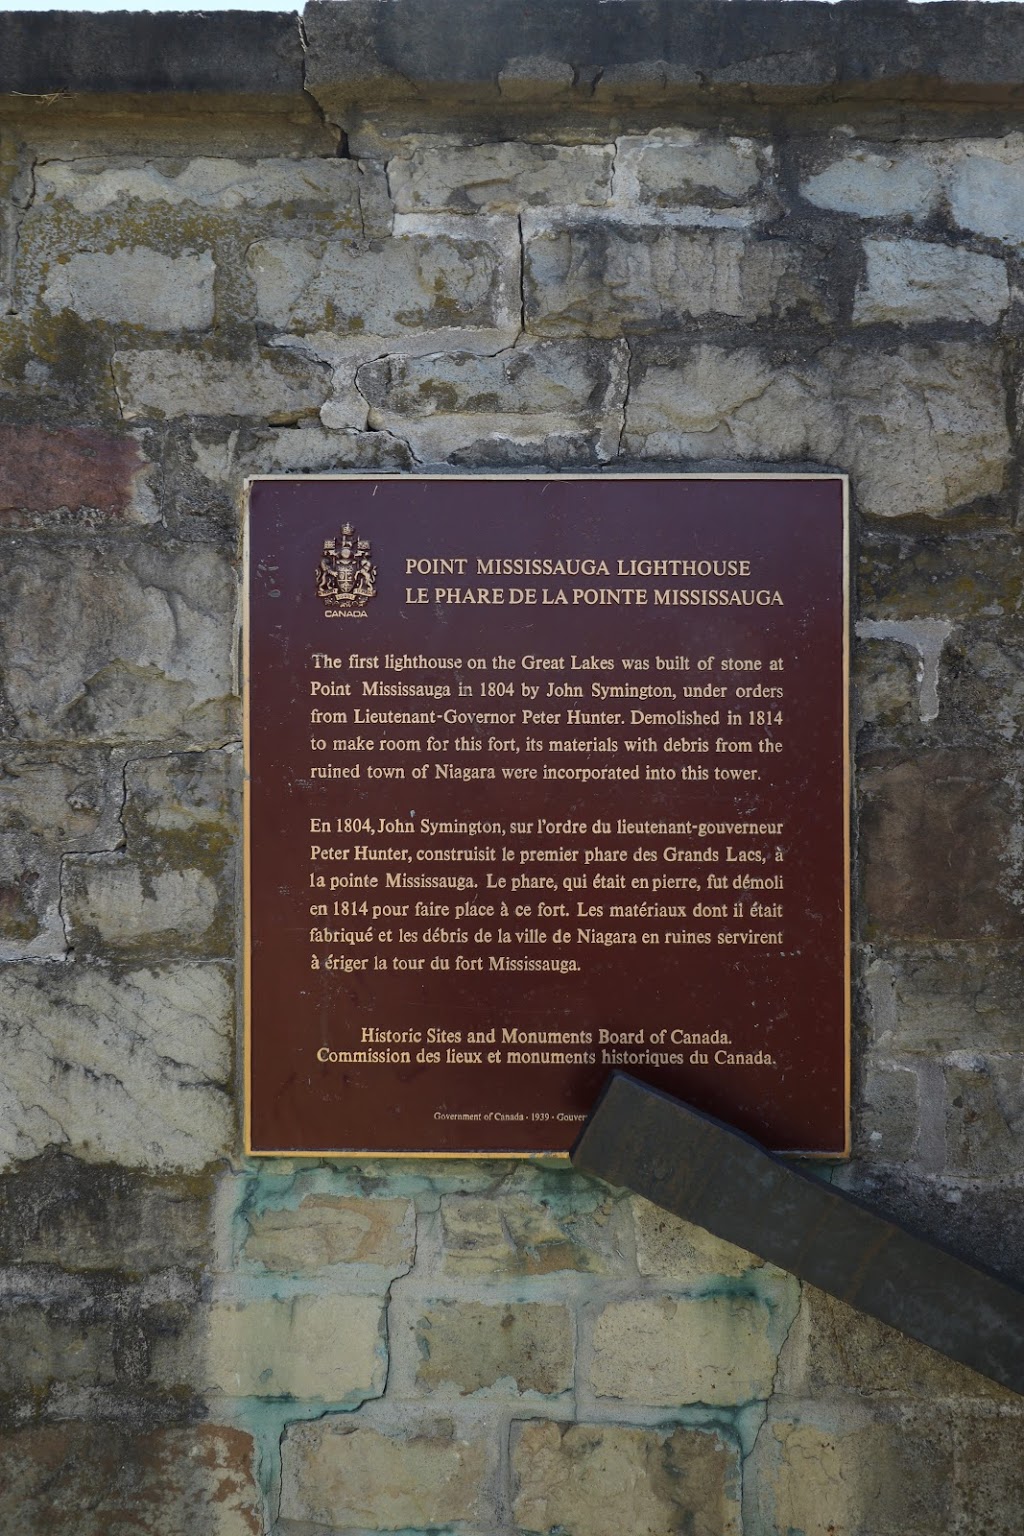 CANADA
POINT MISSISSAUGA LIGHTHOUSE
LE PHARE DE LA POINTE MISSISSAUGA
The first lighthouse on the Great Lakes was built of stone at
Point Mississauga in 1804 by John Symington, under orders
from Lieutenant-Governor Peter Hunter. Demolished in 1814
to make room for this fort, its materials with debris from the
ruined town of Niagara were incorporated into this tower.
En 1804, John Symington, sur l'ordre du lieutenant-gouverneur
Peter Hunter, construisit le premier phare des Grands Lacs, à
la pointe Mississauga. Le phare, qui était en pierre, fut démoli
en 1814 pour faire place à ce fort. Les matériaux dont il était
fabriqué et les débris de la ville de Niagara en ruines servirent
à ériger la tour du fort Mississauga.
Historic Sites and Monuments Board of Canada.
Commission des lieux et monuments historiques du Canada.
Government of Canada · 1939 ·